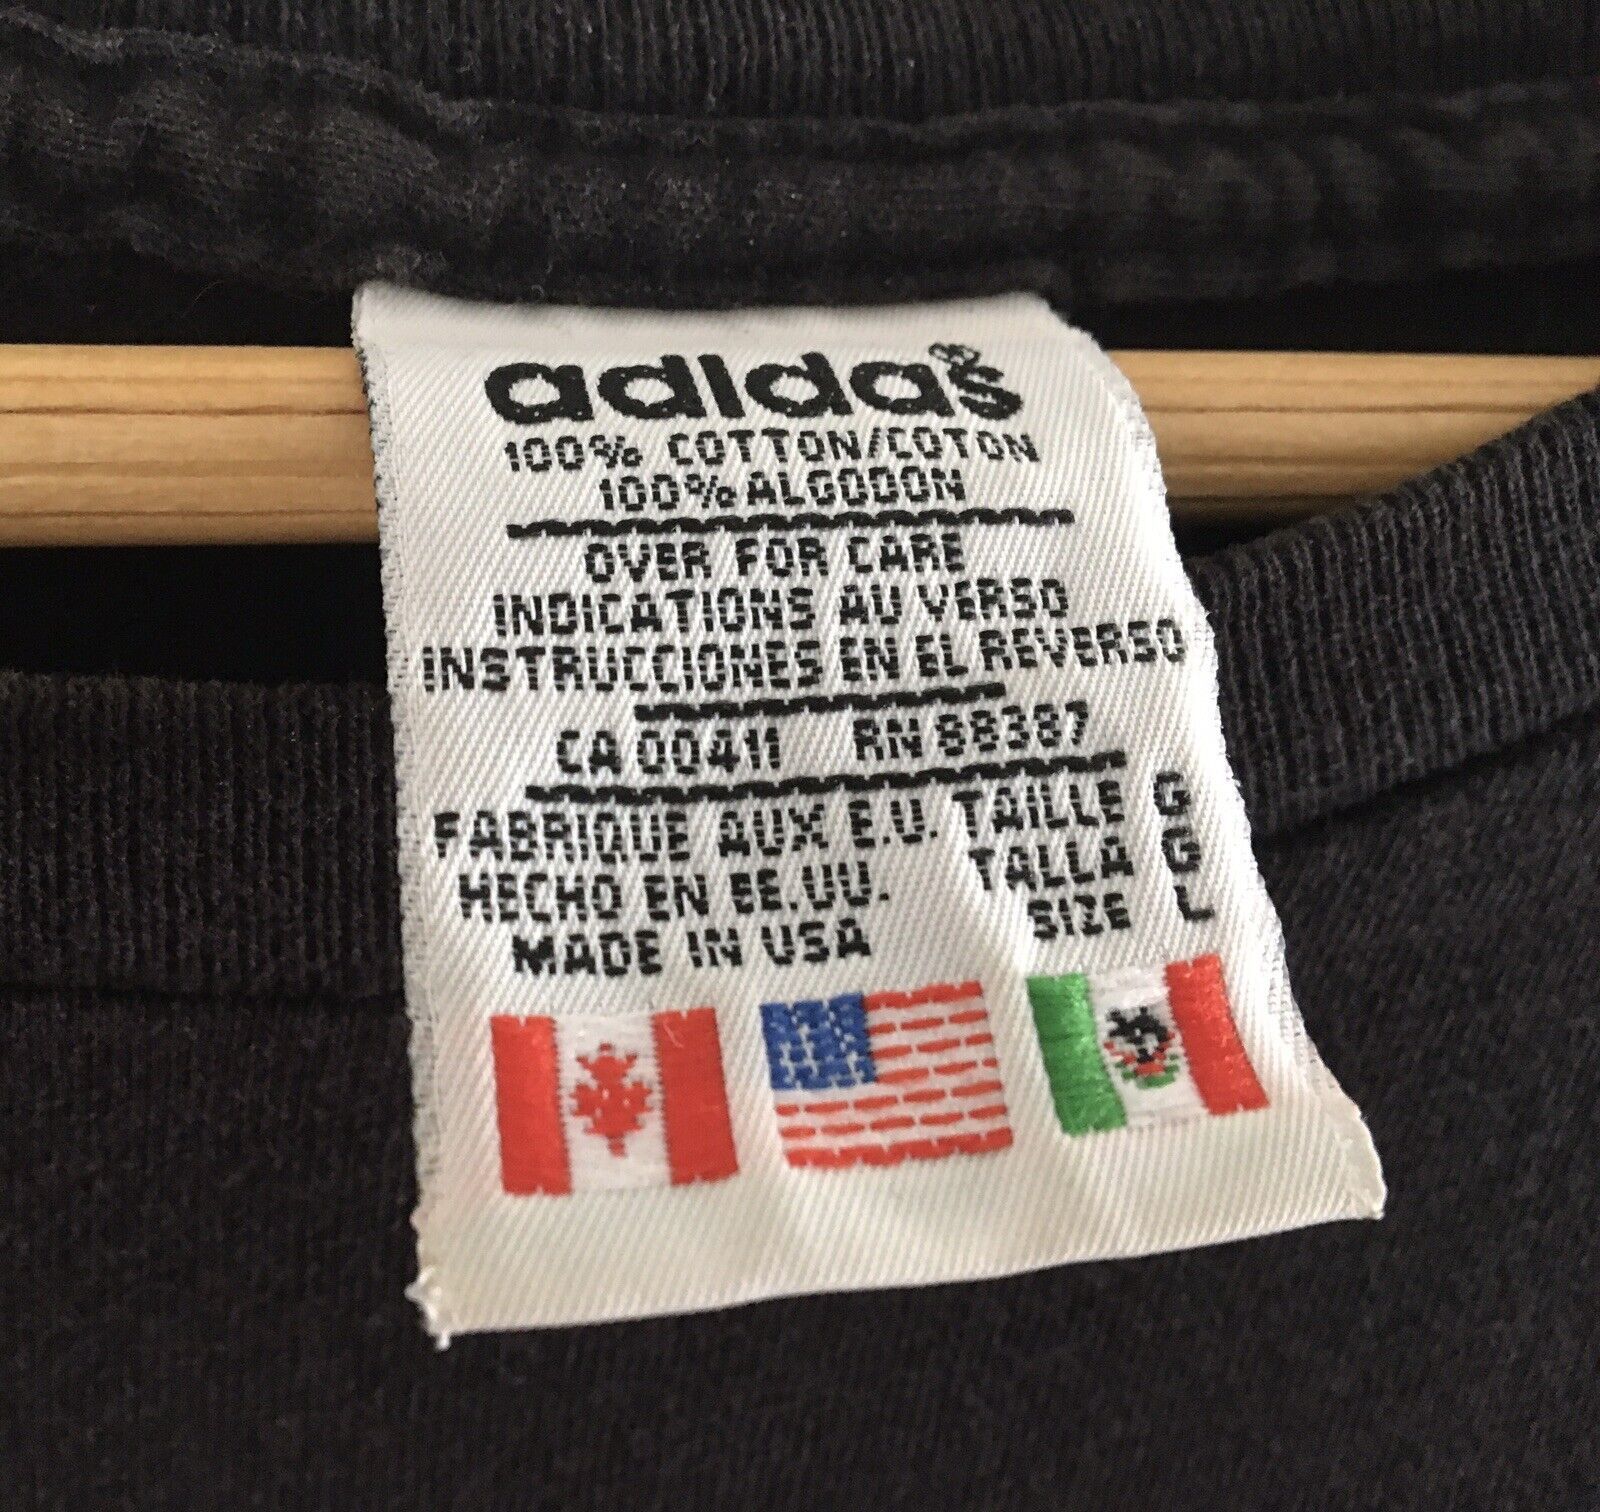 adidas®
100% COTTON/COTON
100% ALGODON
OVER FOR CARE
INDICATIONS AU VERSO
INSTRUCCIONES EN EL REVERSO
CA 00411 RN 88387
FABRIQUE AUX E.U. TAILLE G
HECHO EN EE.UU. TALLA G
MADE IN USA SIZE L